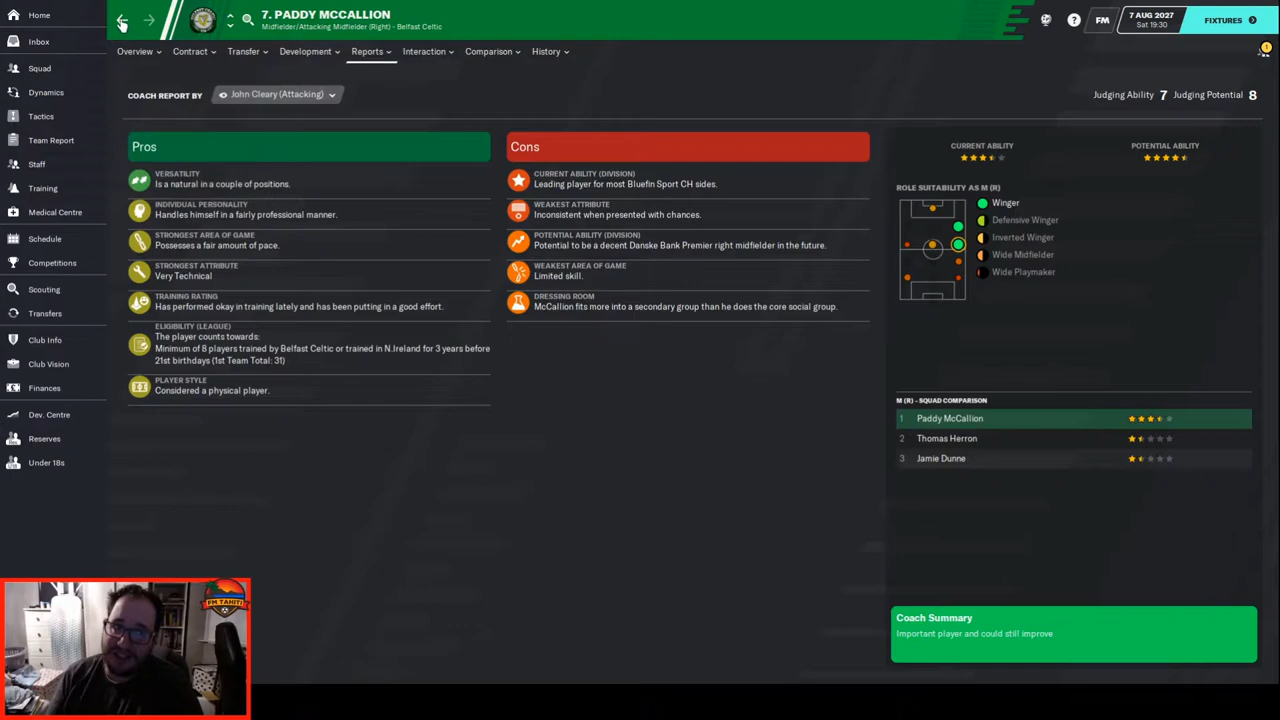 Home
Inbox
Squad
Dynamics
Tactics
Team Report
Staff
Training
Medical Centre
Schedule
Competitions
Scouting
Transfers
Club Info
Club Vision
Finances
Dev. Centre
Reserves
Under 18s
7. PADDY MCCALLION
Midfielder/Attacking Midfielder (Right) - Belfast Celtic
FM
7 AUG 2027
Sat 19:30
FIXTURES
1
Overview Contract Transfer Development Reports Interaction Comparison History
COACH REPORT BY John Cleary (Attacking)
Judging Ability 7 Judging Potential 8
Pros
VERSATILITY
Is a natural in a couple of positions.
INDIVIDUAL PERSONALITY
Handles himself in a fairly professional manner.
STRONGEST AREA OF GAME
Possesses a fair amount of pace.
STRONGEST ATTRIBUTE
Very Technical
TRAINING RATING
Has performed okay in training lately and has been putting in a good effort.
ELIGIBILITY (LEAGUE)
The player counts towards:
Minimum of 8 players trained by Belfast Celtic or trained in N.Ireland for 3 years before
21st birthdays (1st Team Total: 31)
PLAYER STYLE
Considered a physical player.
Cons
CURRENT ABILITY (DIVISION)
Leading player for most Bluefin Sport CH sides.
WEAKEST ATTRIBUTE
Inconsistent when presented with chances.
POTENTIAL ABILITY (DIVISION)
Potential to be a decent Danske Bank Premier right midfielder in the future.
WEAKEST AREA OF GAME
Limited skill.
DRESSING ROOM
McCallion fits more into a secondary group than he does the core social group.
CURRENT ABILITY
POTENTIAL ABILITY
ROLE SUITABILITY AS M (R)
Winger
Defensive Winger
Inverted Winger
Wide Midfielder
Wide Playmaker
M (R) - SQUAD COMPARISON
1 Paddy McCallion
2 Thomas Herron
3 Jamie Dunne
Coach Summary
Important player and could still improve
FM TAHITI